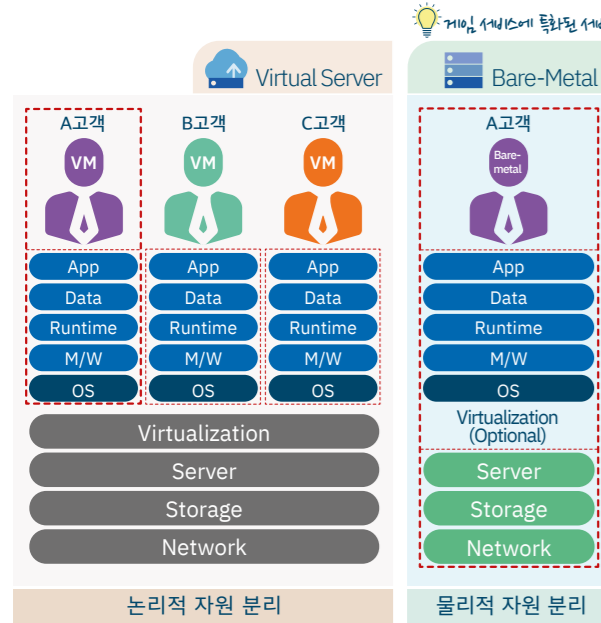 게임 서비스에 특화된
Virtual Server
Bare-Metal
A고객
B고객
C고객
A고객
VM
VM
VM
Bare-
metal
App
App
App
App
Data
Data
Data
Data
Runtime
Runtime
Runtime
Runtime
M/W
M/W
M/W
M/W
OS
OS
OS
OS
Virtualization
Virtualization
(Optional)
Server
Server
Storage
Storage
Network
Network
논리적 자원 분리
물리적 자원 분리